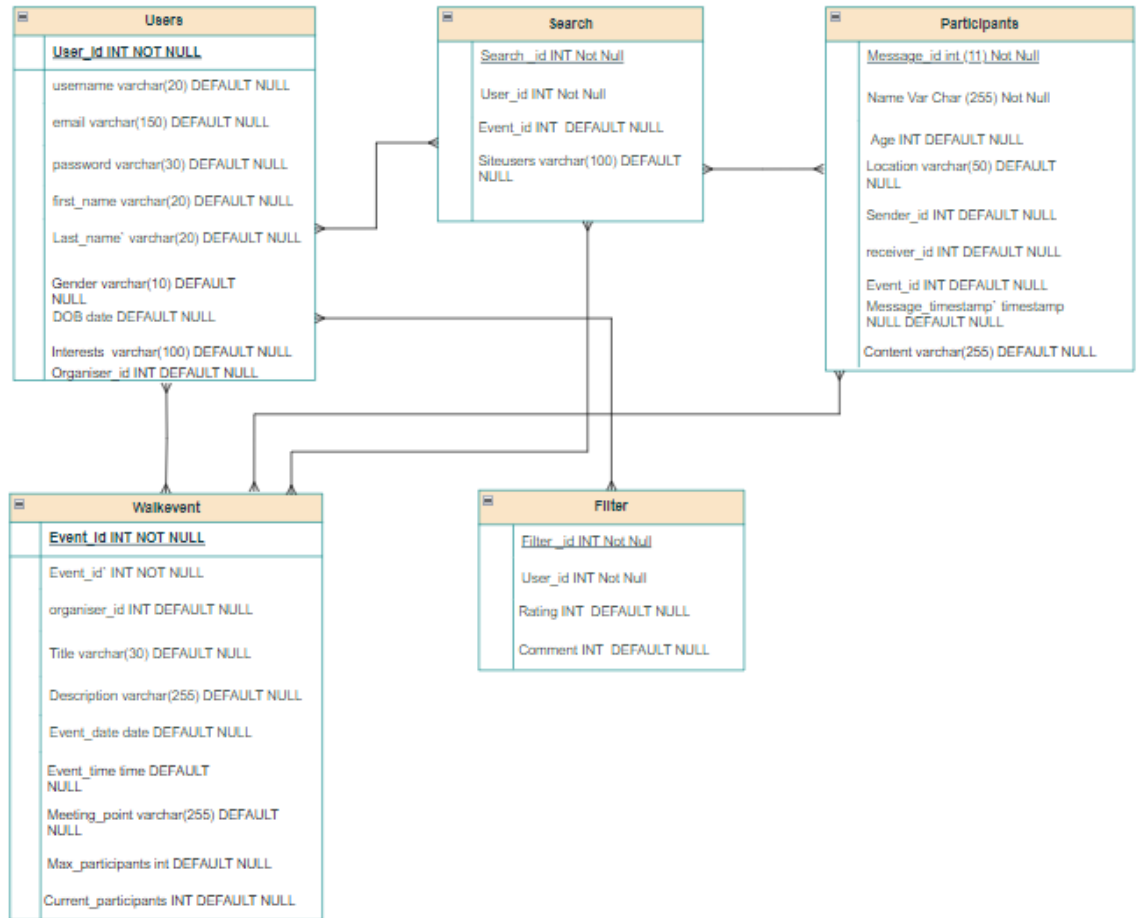 Users
User_id INT NOT NULL
username varchar(20) DEFAULT NULL
email varchar(150) DEFAULT NULL
password varchar(30) DEFAULT NULL
first_name varchar(20) DEFAULT NULL
Last_name` varchar(20) DEFAULT NULL
Gender varchar(10) DEFAULT
NULL
DOB date DEFAULT NULL
Interests varchar(100) DEFAULT NULL
Organiser_id INT DEFAULT NULL
Search
Search _id INT Not Null
User_id INT Not Null
Event_id INT DEFAULT NULL
Siteusers varchar(100) DEFAULT
NULL
Participants
Message_id int (11) Not Null
Name Var Char (255) Not Null
Age INT DEFAULT NULL
Location varchar(50) DEFAULT
NULL
Sender_id INT DEFAULT NULL
receiver_id INT DEFAULT NULL
Event_id INT DEFAULT NULL
Message_timestamp` timestamp
NULL DEFAULT NULL
Content varchar(255) DEFAULT NULL
Walkevent
Event_id INT NOT NULL
Event_id` INT NOT NULL
organiser_id INT DEFAULT NULL
Title varchar(30) DEFAULT NULL
Description varchar(255) DEFAULT NULL
Event_date date DEFAULT NULL
Event_time time DEFAULT
NULL
Meeting_point varchar(255) DEFAULT
NULL
Max_participants int DEFAULT NULL
Current_participants INT DEFAULT NULL
Filter
Filter _id INT Not Null
User_id INT Not Null
Rating INT DEFAULT NULL
Comment INT DEFAULT NULL